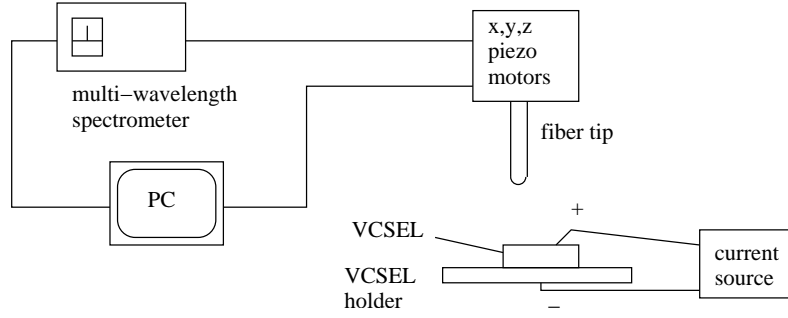 x,y,z
piezo
motors
multi−wavelength
spectrometer
fiber tip
PC
+
VCSEL
current
source
VCSEL
holder
−